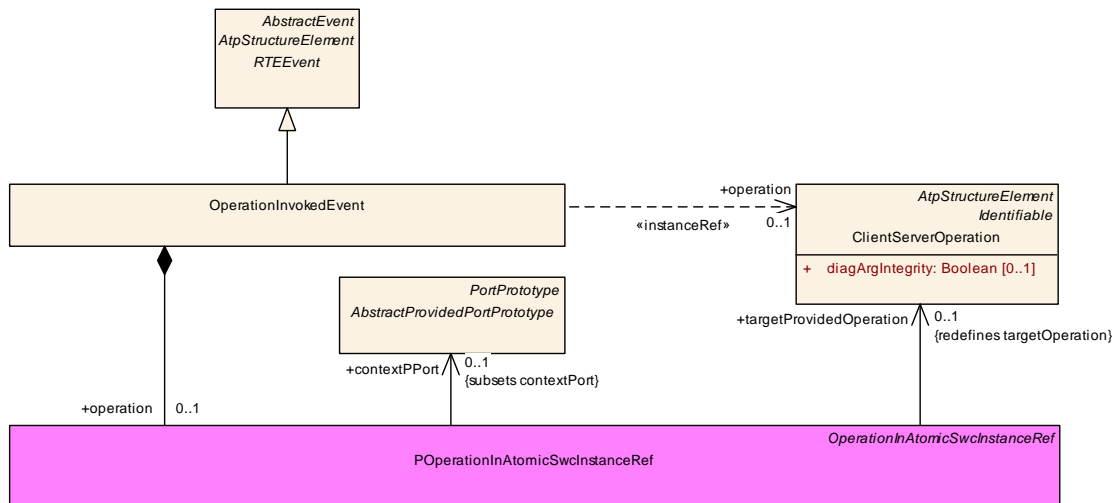 AbstractEvent
AtpStructureElement
RTEEvent
OperationInvokedEvent
+operation
«instanceRef»
0..1
AtpStructureElement
Identifiable
ClientServerOperation
+ diagArgIntegrity: Boolean [0..1]
PortPrototype
AbstractProvidedPortPrototype
+targetProvidedOperation
0..1
{redefines targetOperation}
+contextPPort
0..1
{subsets contextPort}
+operation
0..1
OperationInAtomicSwcInstanceRef
POperationInAtomicSwcInstanceRef